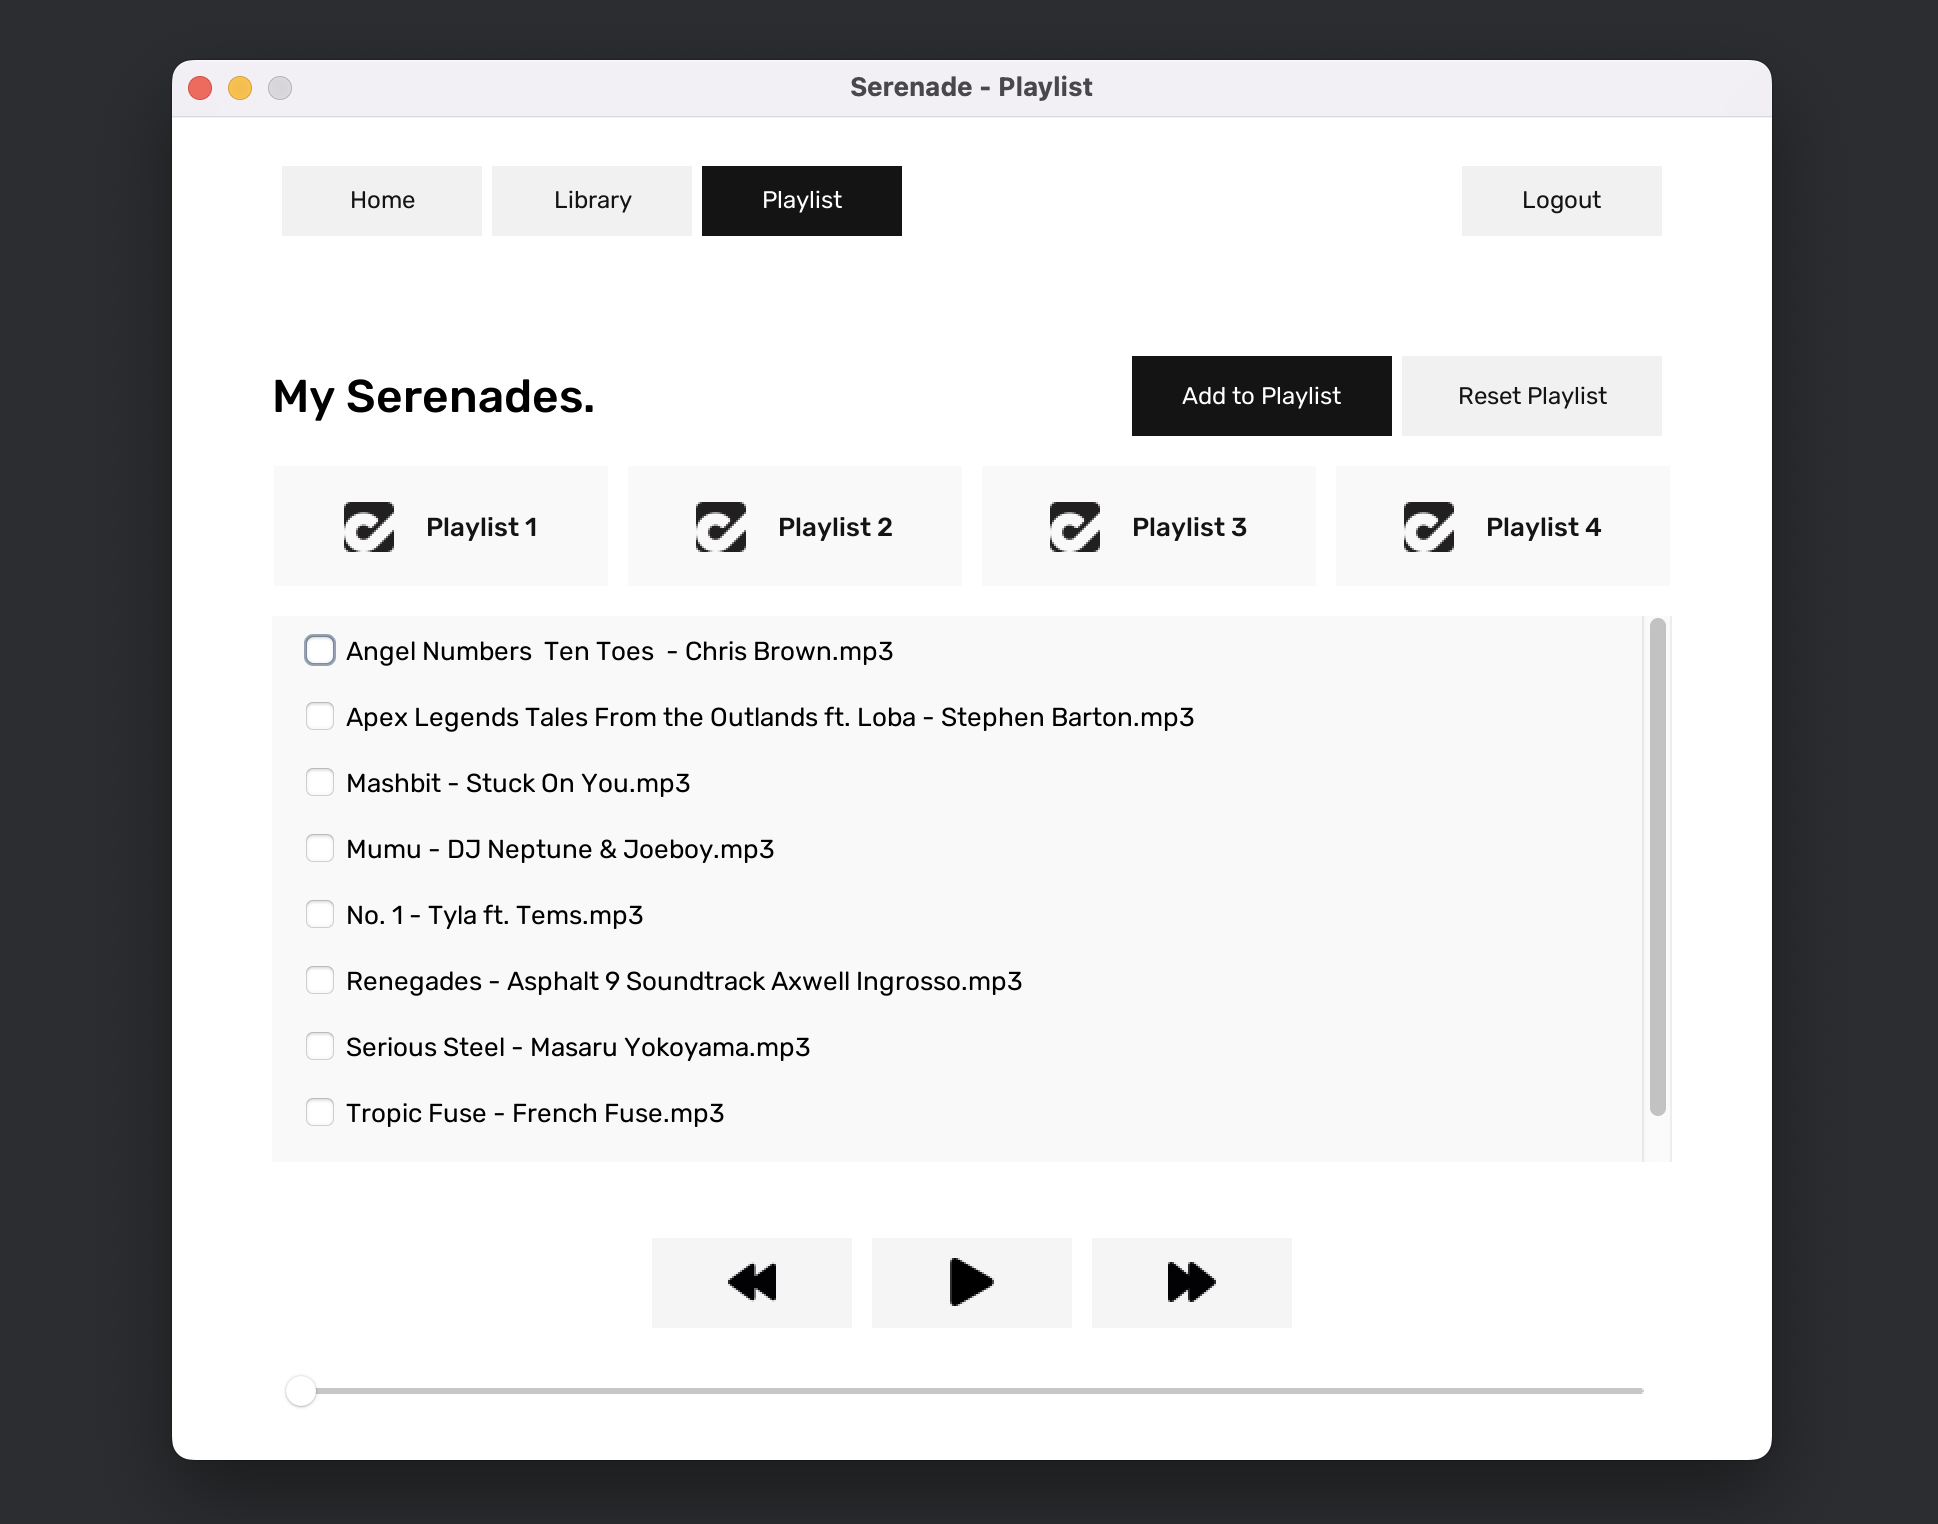 Serenade - Playlist
Home Library Playlist Logout
My Serenades.
Add to Playlist Reset Playlist
Playlist 1 Playlist 2 Playlist 3 Playlist 4
Angel Numbers  Ten Toes  - Chris Brown.mp3
Apex Legends Tales From the Outlands ft. Loba - Stephen Barton.mp3
Mashbit - Stuck On You.mp3
Mumu - DJ Neptune & Joeboy.mp3
No. 1 - Tyla ft. Tems.mp3
Renegades - Asphalt 9 Soundtrack Axwell Ingrosso.mp3
Serious Steel - Masaru Yokoyama.mp3
Tropic Fuse - French Fuse.mp3